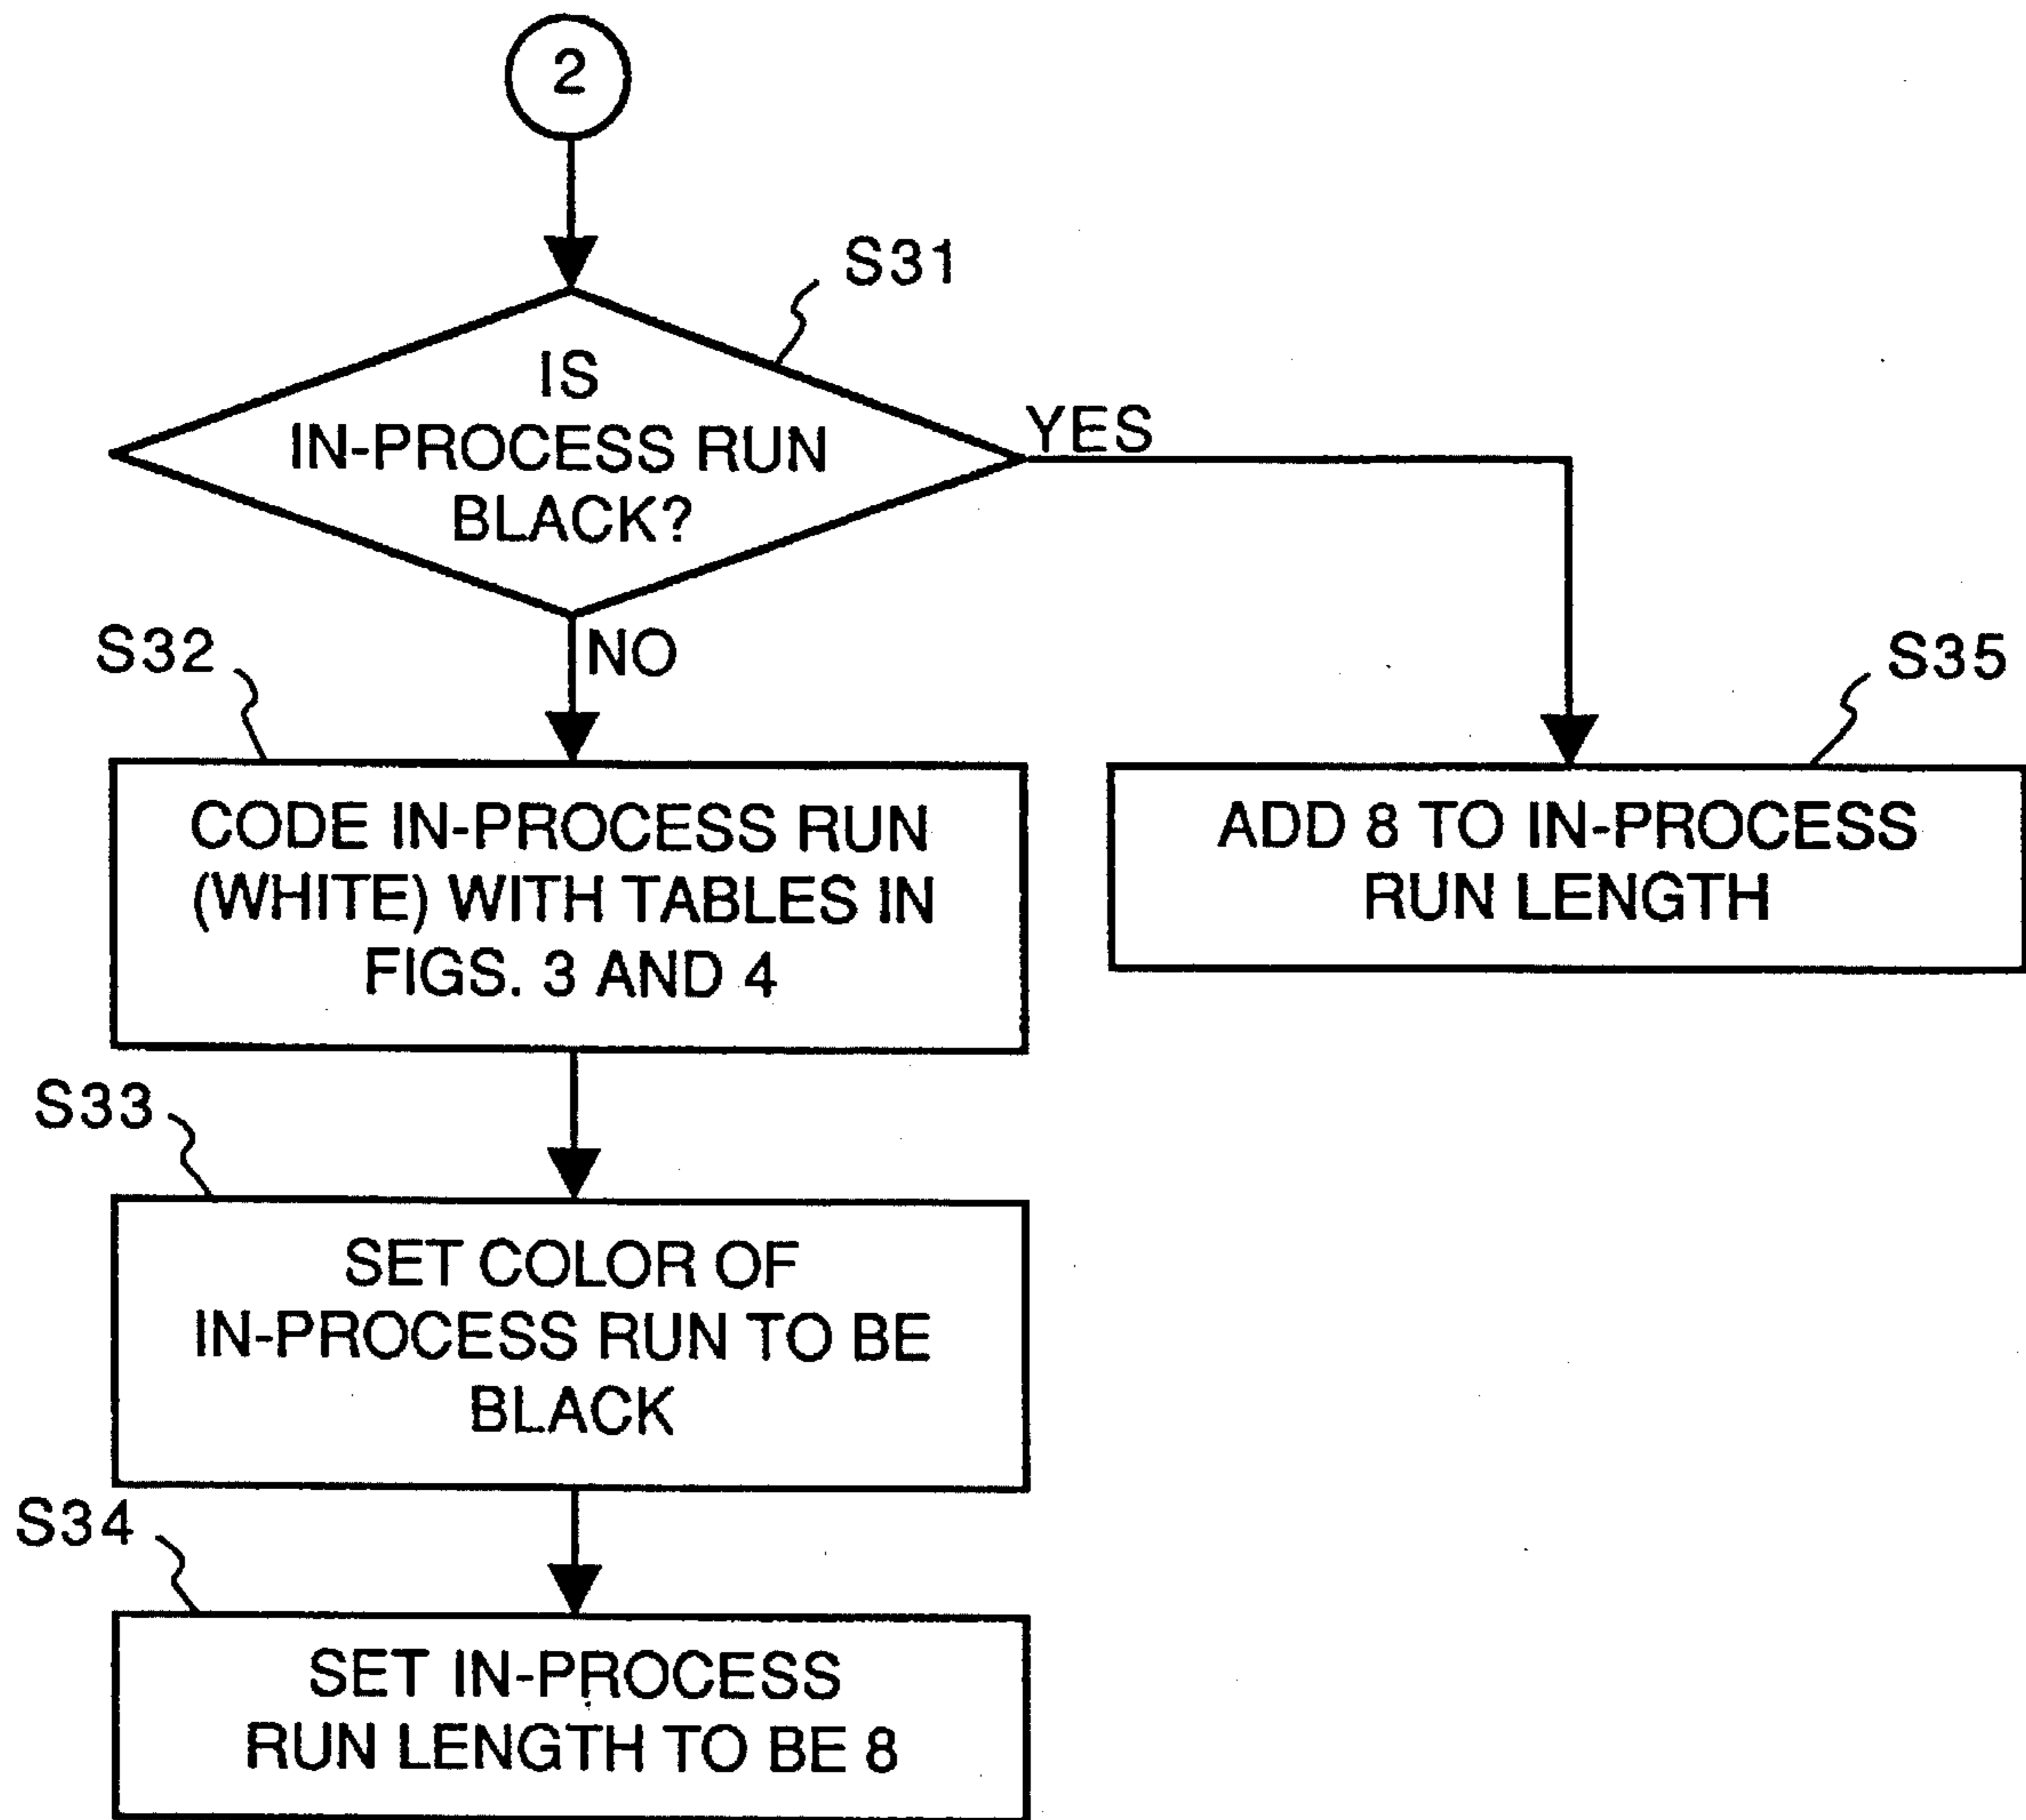 2
S31
IS
IN-PROCESS RUN
BLACK?
YES
NO
S32
CODE IN-PROCESS RUN
(WHITE) WITH TABLES IN
FIGS. 3 AND 4
S35
ADD 8 TO IN-PROCESS
RUN LENGTH
S33
SET COLOR OF
IN-PROCESS RUN TO BE
BLACK
S34
SET IN-PROCESS
RUN LENGTH TO BE 8